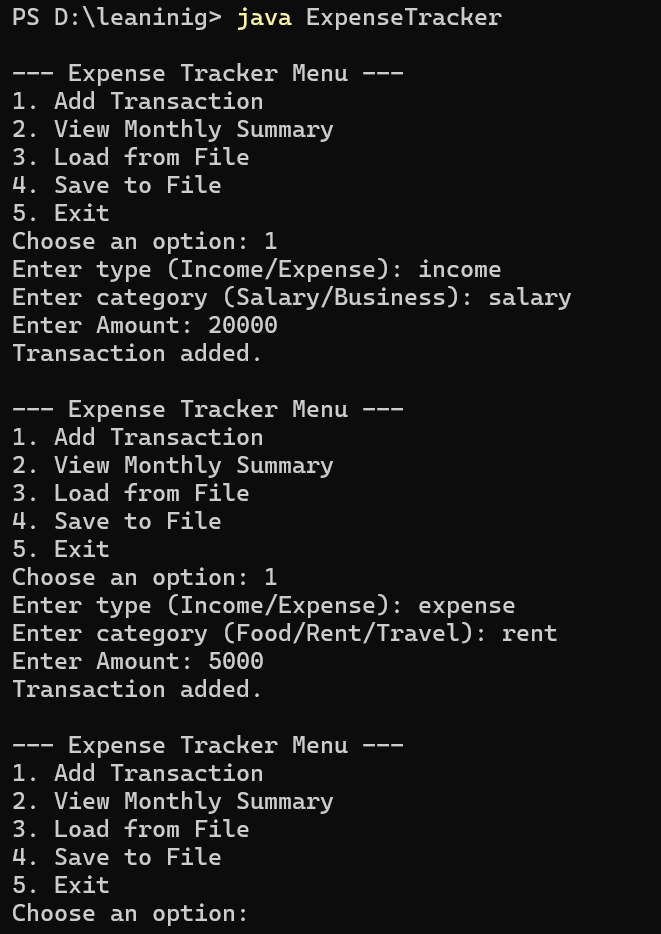 PS D:\leaninig> java ExpenseTracker
--- Expense Tracker Menu ---
1. Add Transaction
2. View Monthly Summary
3. Load from File
4. Save to File
5. Exit
Choose an option: 1
Enter type (Income/Expense): income
Enter category (Salary/Business): salary
Enter Amount: 20000
Transaction added.
--- Expense Tracker Menu ---
1. Add Transaction
2. View Monthly Summary
3. Load from File
4. Save to File
5. Exit
Choose an option: 1
Enter type (Income/Expense): expense
Enter category (Food/Rent/Travel): rent
Enter Amount: 5000
Transaction added.
--- Expense Tracker Menu ---
1. Add Transaction
2. View Monthly Summary
3. Load from File
4. Save to File
5. Exit
Choose an option: